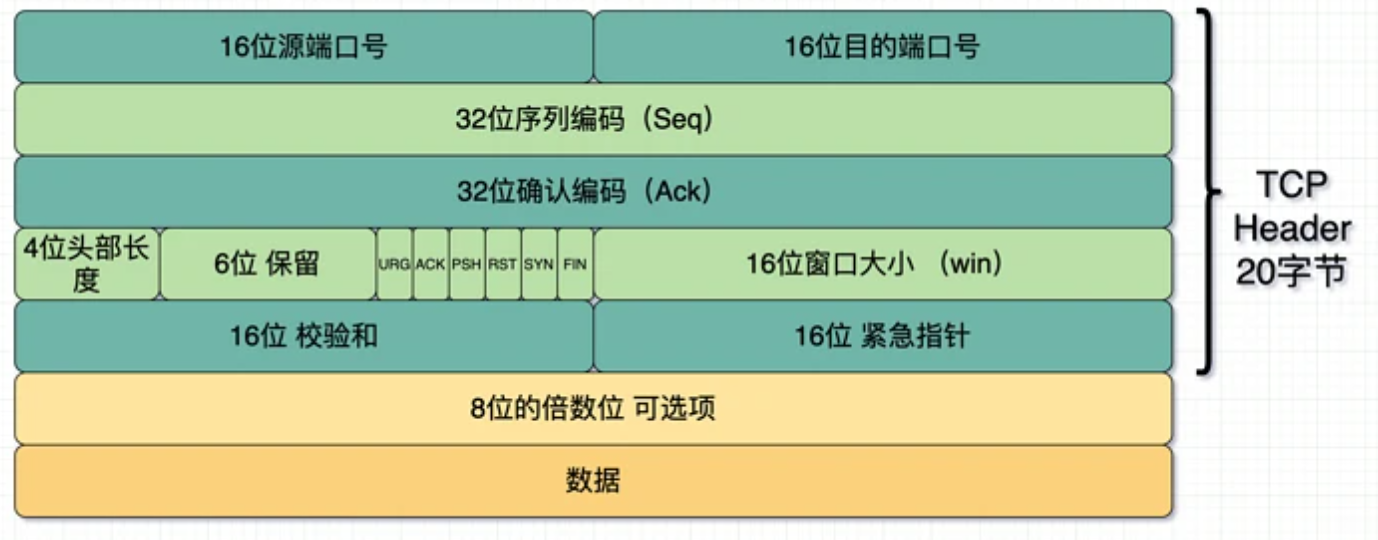 16位源端口号
16位目的端口号
32位序列编码（Seq）
32位确认编码（Ack）
4位头部长
度
6位 保留
URG
ACK
PSH
RST
SYN
FIN
16位窗口大小 （win）
16位 校验和
16位 紧急指针
8位的倍数位 可选项
数据
TCP
Header
20字节